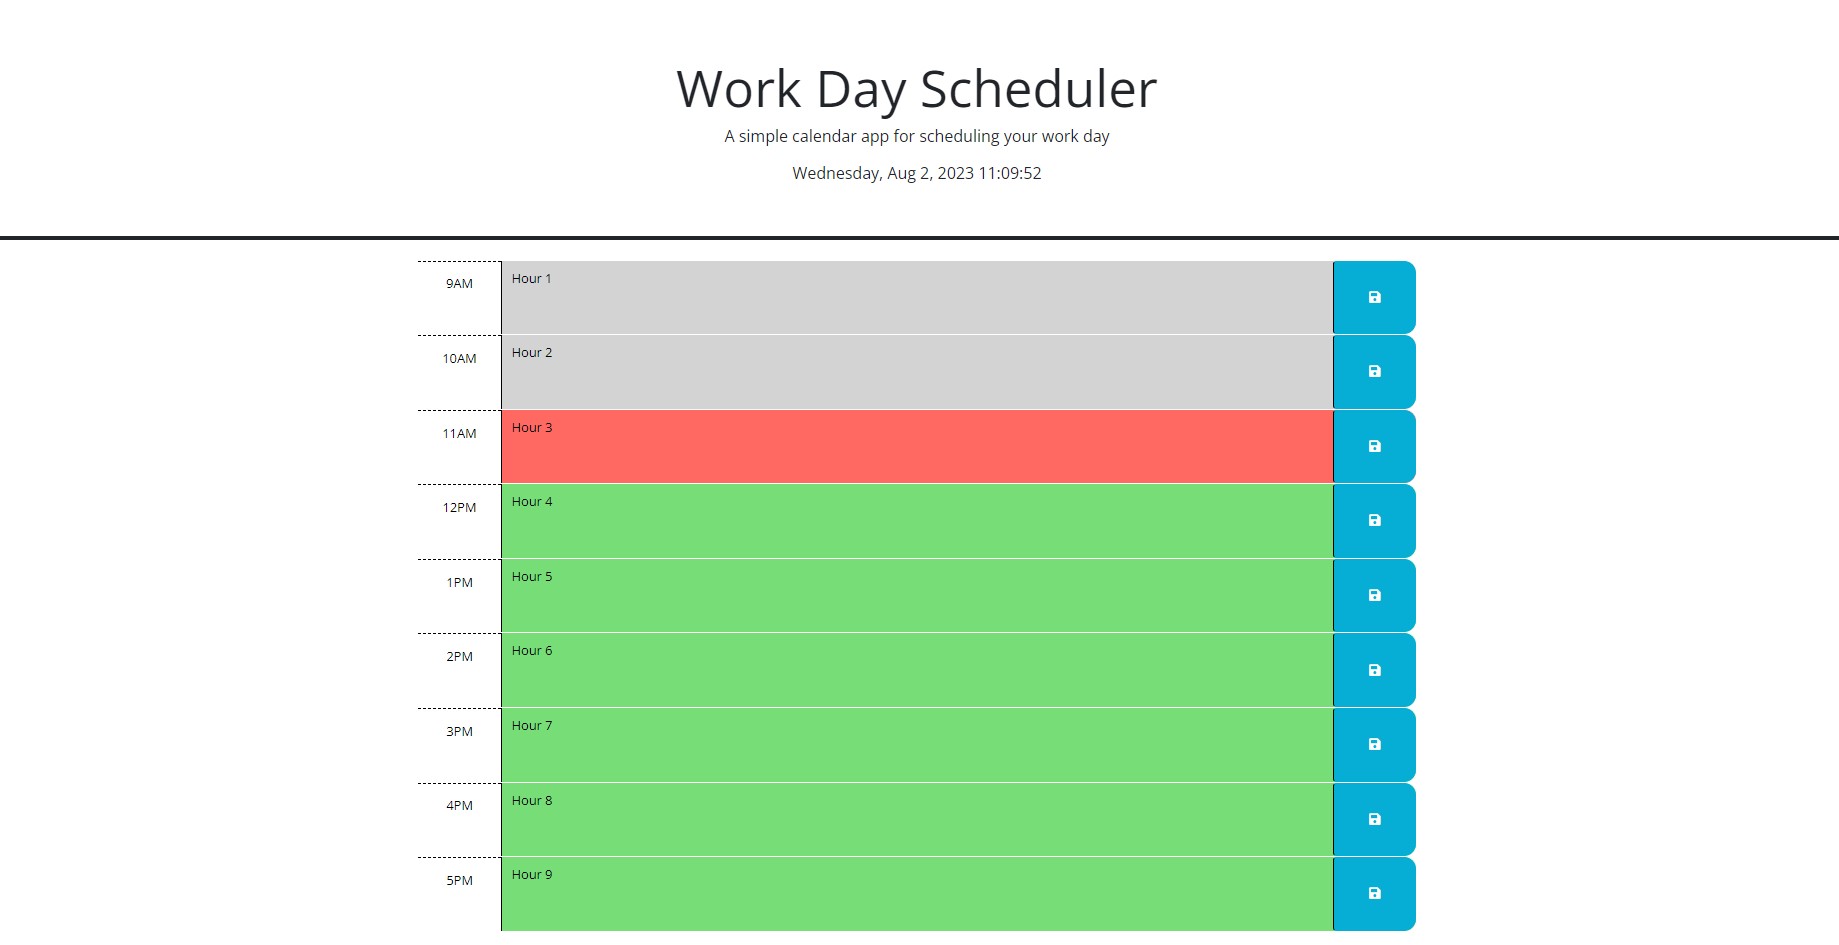 Work Day Scheduler
A simple calendar app for scheduling your work day
Wednesday, Aug 2, 2023 11:09:52
9AM Hour 1
10AM Hour 2
11AM Hour 3
12PM Hour 4
1PM Hour 5
2PM Hour 6
3PM Hour 7
4PM Hour 8
5PM Hour 9